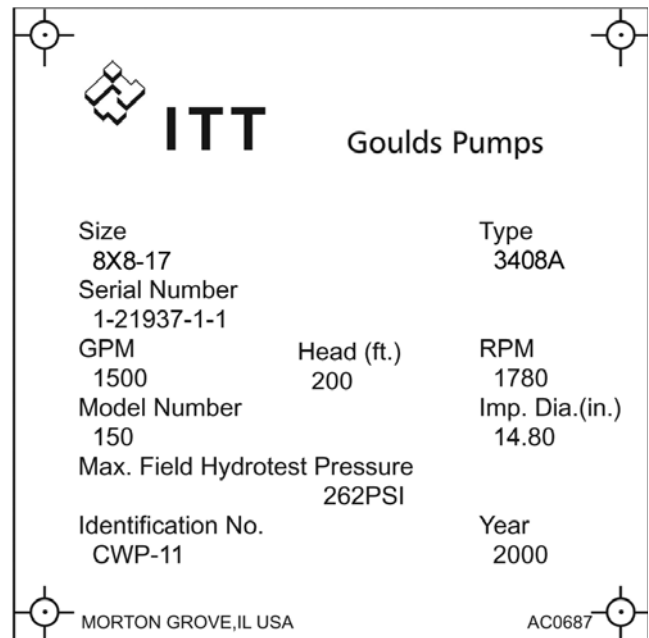 ITT Goulds Pumps
Size Type
8X8-17 3408A
Serial Number
1-21937-1-1
GPM Head (ft.) RPM
1500 200 1780
Model Number Imp. Dia.(in.)
150 14.80
Max. Field Hydrotest Pressure
262PSI
Identification No. Year
CWP-11 2000
MORTON GROVE,IL USA AC0687